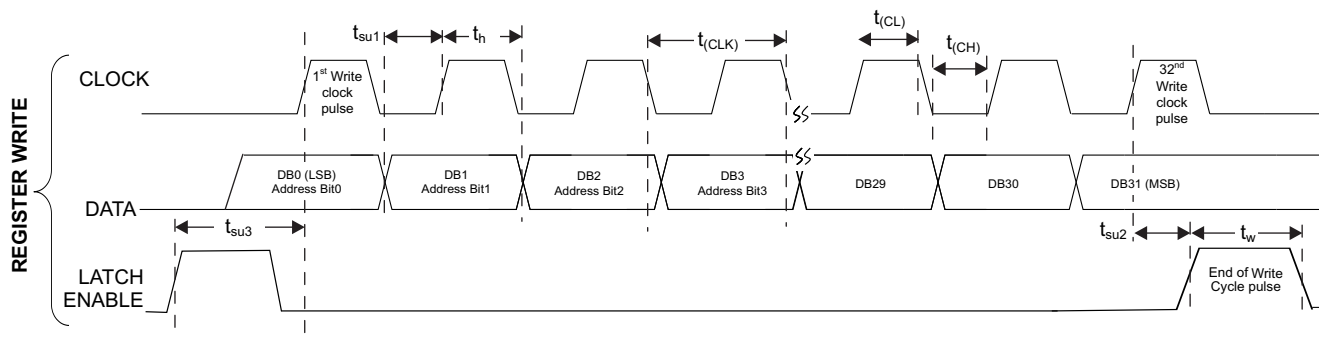 t(CL)
tsu1
th
t(CLK)
t(CH)
CLOCK
1st Write
clock
pulse
32nd
Write
clock
pulse
REGISTER WRITE
DB0 (LSB)
Address Bit0
DB1
Address Bit1
DB2
Address Bit2
DB3
Address Bit3
DB29
DB30
DB31 (MSB)
DATA
tsu3
tsu2
tw
LATCH
ENABLE
End of Write
Cycle pulse